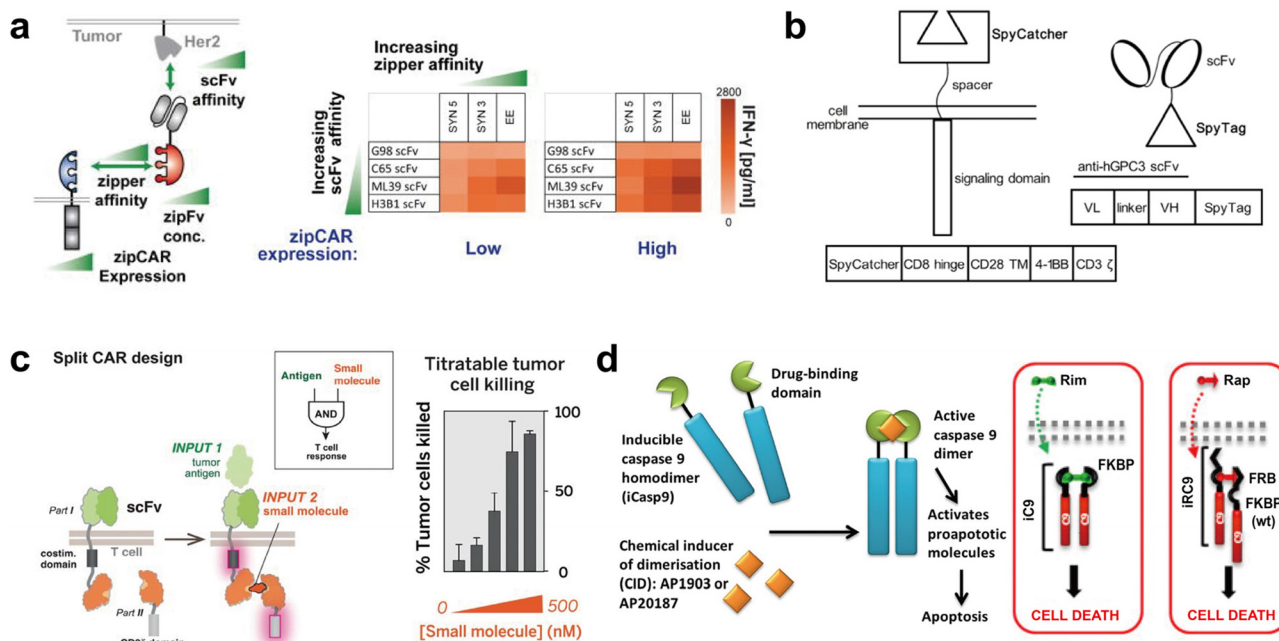 a
Tumor
Her2
scFv
affinity
zipper
affinity
zipFv
conc.
zipCAR
Expression
Increasing
zipper affinity
Increasing
scFv affinity
SYN 5
SYN 3
EE
G98 scFv
C65 scFv
ML39 scFv
H3B1 scFv
SYN 5
SYN 3
EE
G98 scFv
C65 scFv
ML39 scFv
H3B1 scFv
2800
0
IFN-γ [pg/ml]
zipCAR
expression:
Low
High
b
SpyCatcher
spacer
cell
membrane
signaling domain
SpyCatcher
CD8 hinge
CD28 TM
4-1BB
CD3 ζ
scFv
SpyTag
anti-hGPC3 scFv
VL
linker
VH
SpyTag
c
Split CAR design
Antigen
Small
molecule
AND
T cell
response
INPUT 1
tumor
antigen
Part I
scFv
INPUT 2
small molecule
costim.
domain
T cell
Part II
domain
Titratable tumor
cell killing
% Tumor cells killed
100
50
0
0
500
[Small molecule] (nM)
d
Drug-binding
domain
Inducible
caspase 9
homodimer
(iCasp9)
Chemical inducer
of dimerisation
(CID): AP1903 or
AP20187
Active
caspase 9
dimer
Activates
proapototic
molecules
Apoptosis
Rim
FKBP
iC9
C9
C9
CELL DEATH
Rap
FRB
FKBP
(wt)
iRC9
C9
C9
CELL DEATH